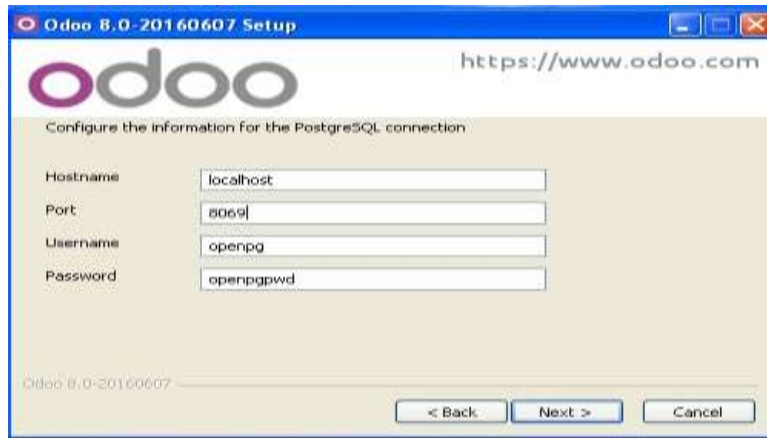 Odoo 8.0-20160607 Setup
odoo
https://www.odoo.com
Configure the information for the PostgreSQL connection
Hostname
localhost
Port
8069
Username
openpg
Password
openpgpwd
Odoo 8.0-20160607
< Back
Next >
Cancel